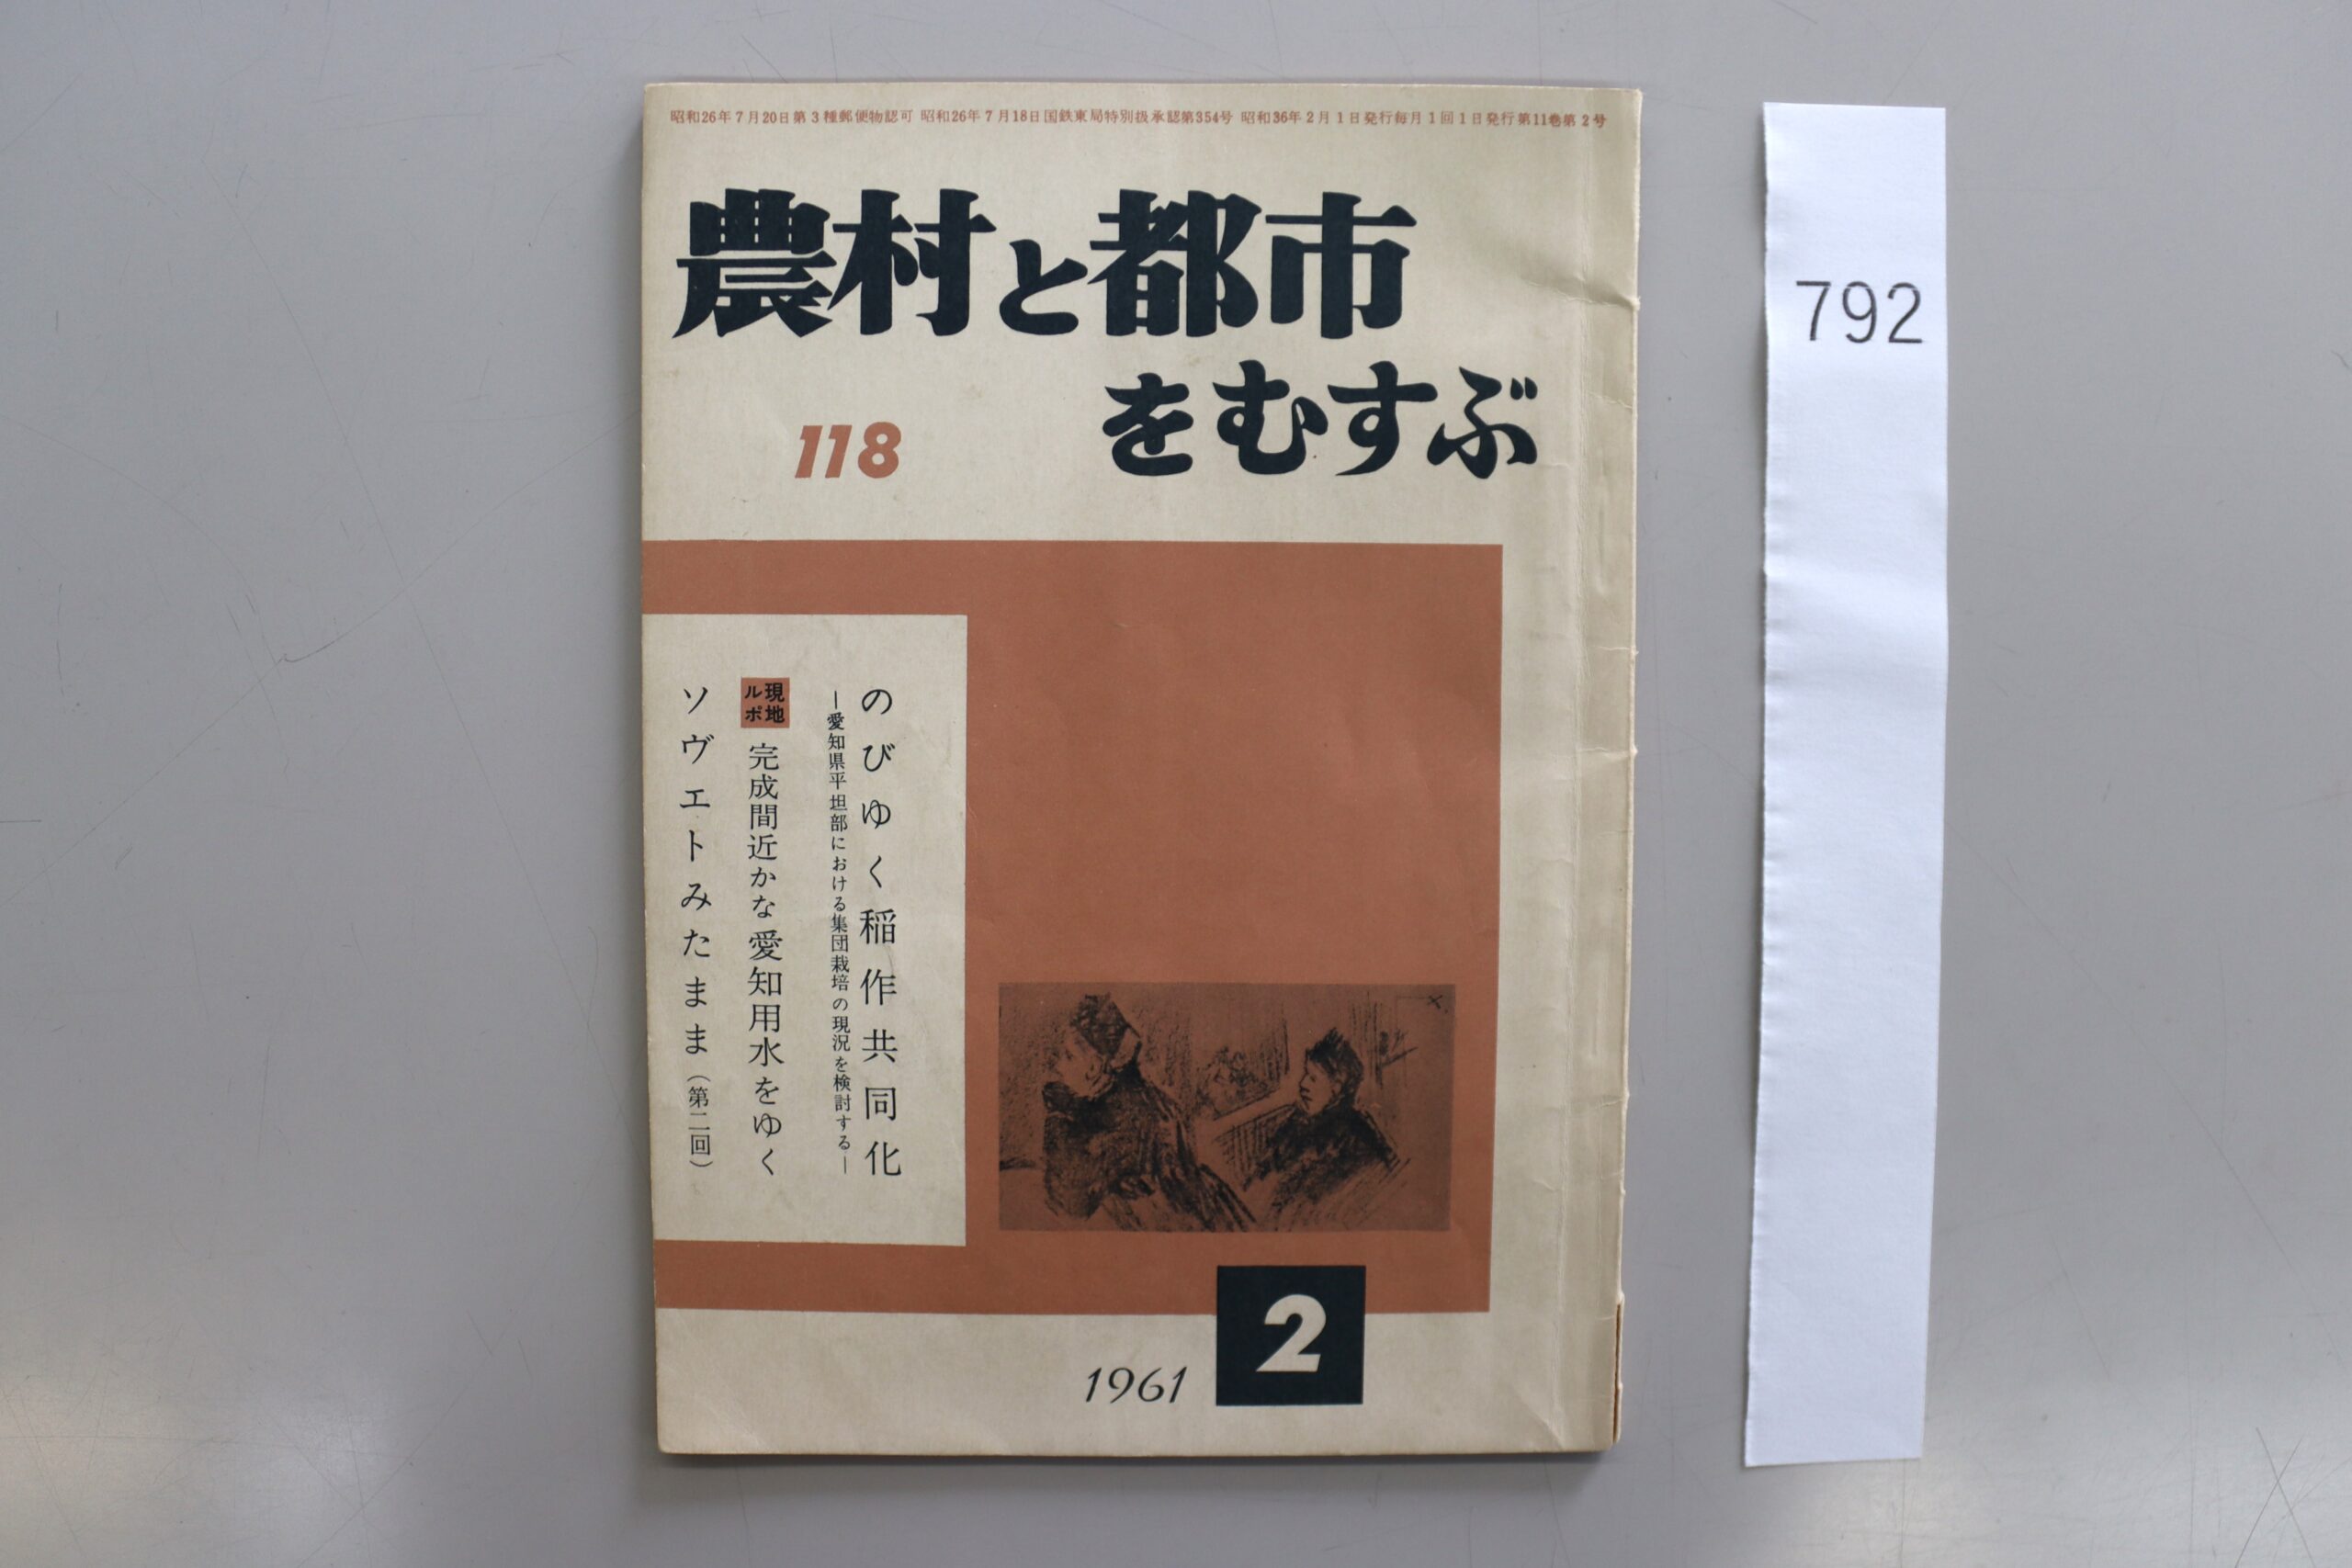 昭和26年7月20日第3種郵便物認可 昭和26年7月18日国鉄東局特別扱承認第354号 昭和36年2月1日発行毎月1回1日発行第11巻第2号
農村と都市
をむすぶ
118
のびゆく稲作共同化
―愛知県平坦部における集団栽培の現況を検討する―
現地ルポ 完成間近かな愛知用水をゆく
ソヴエトみたまま(第二回)
1961
2
792